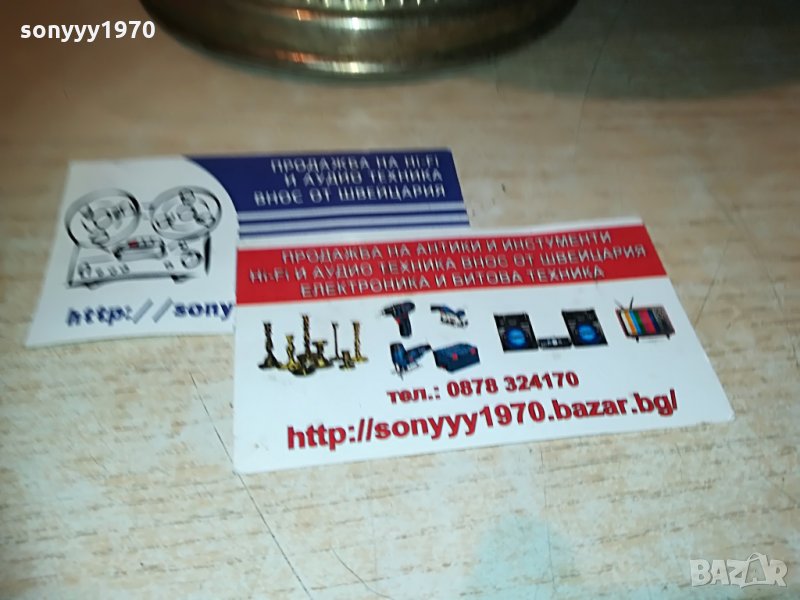 sonyyy1970
ПРОДАЖБА НА HI-FI
И АУДИО ТЕХНИКА
ВНОС ОТ ШВЕЙЦАРИЯ
http://sony
ПРОДАЖБА НА АНТИКИ И ИНСТУМЕНТИ
Hi-Fi И АУДИО ТЕХНИКА ВНОС ОТ ШВЕЙЦАРИЯ
ЕЛЕКТРОНИКА И БИТОВА ТЕХНИКА
тел.: 0878 324170
http://sonyyy1970.bazar.bg/
BAZAR